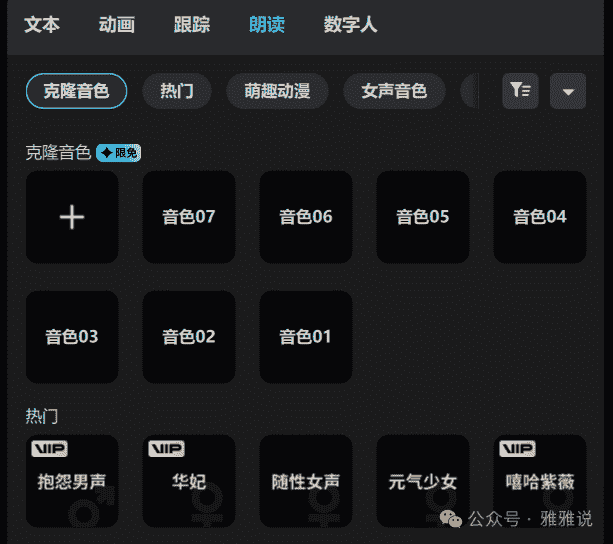 文本 动画 跟踪 朗读 数字人
克隆音色 热门 萌趣动漫 女声音色
克隆音色 限免
音色07 音色06 音色05 音色04
音色03 音色02 音色01
热门
VIP VIP VIP
抱怨男声 华妃 随性女声 元气少女 嘻哈紫薇
公众号 · 雅雅说